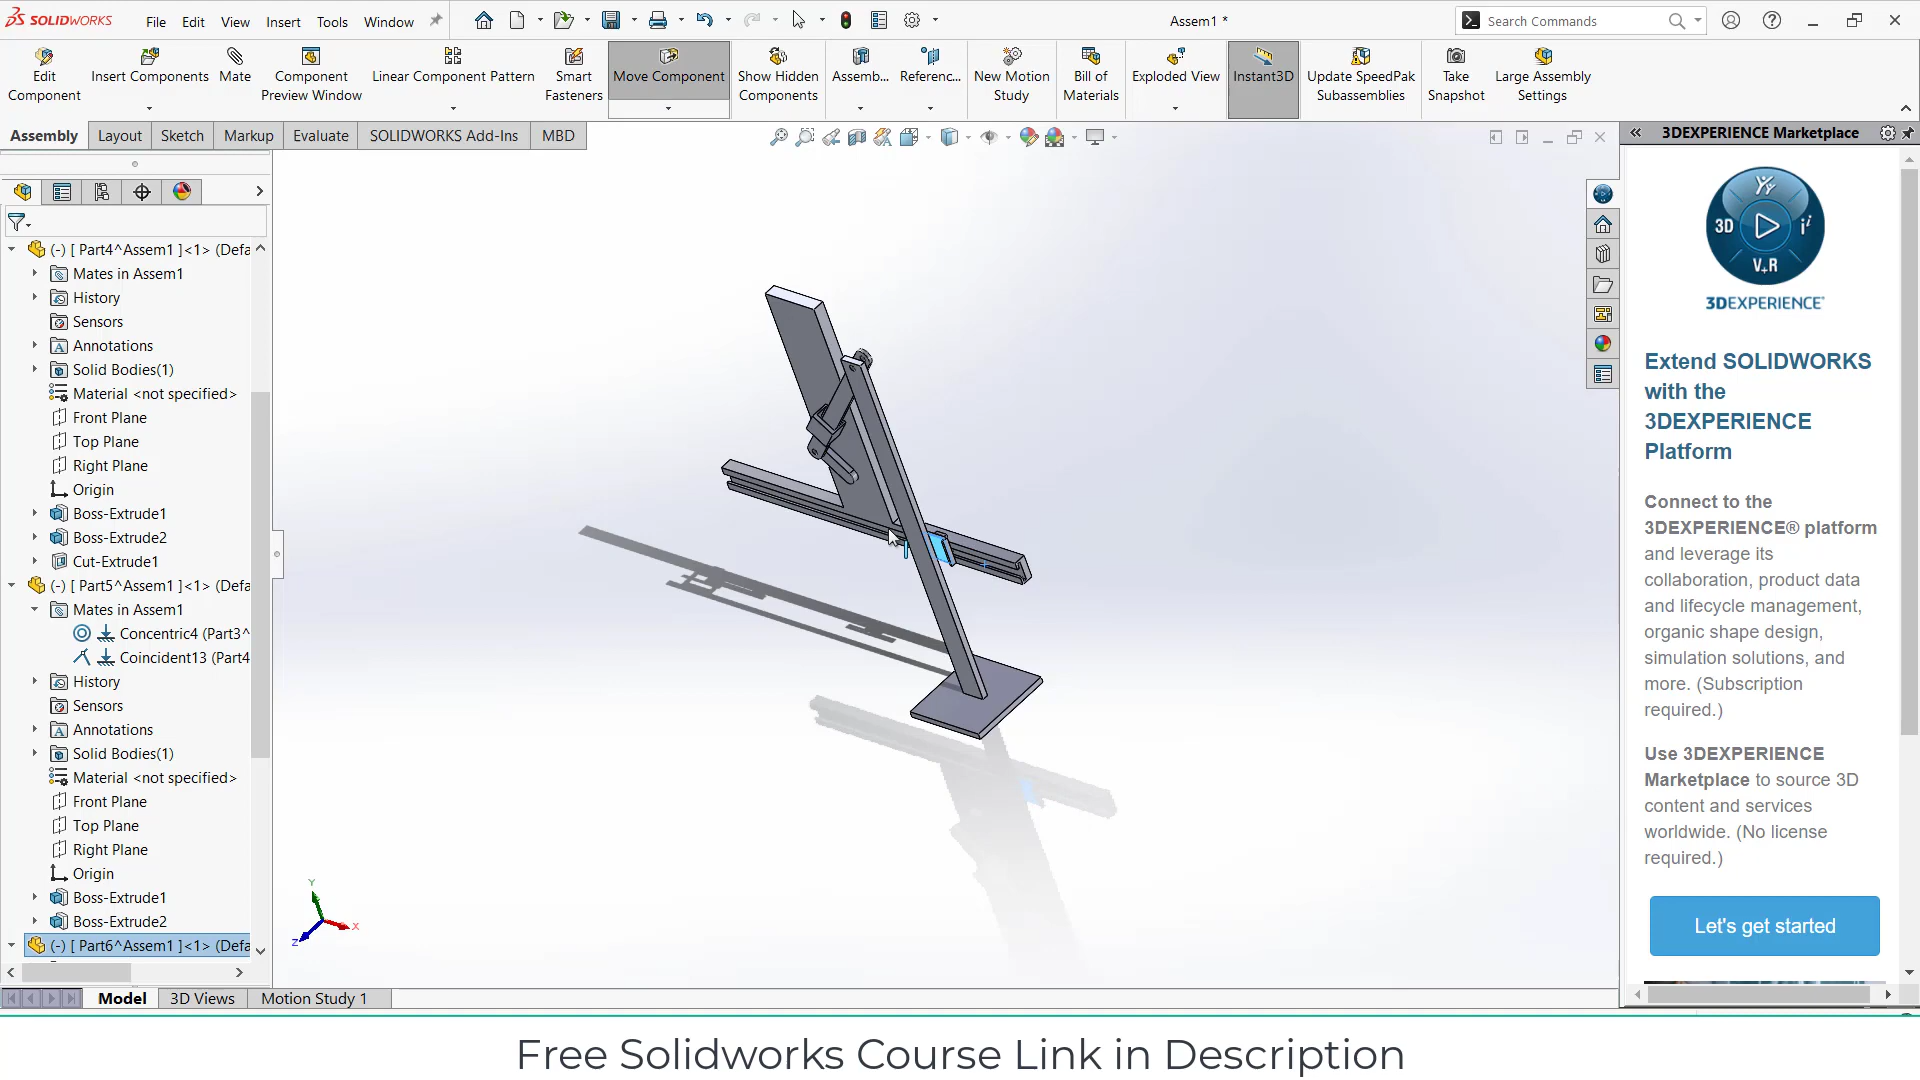 SOLIDWORKS
File Edit View Insert Tools Window
Assem1 *
Search Commands
Edit Component
Insert Components
Mate
Component Preview Window
Linear Component Pattern
Smart Fasteners
Move Component
Show Hidden Components
Assemb...
Referenc...
New Motion Study
Bill of Materials
Exploded View
Instant3D
Update SpeedPak Subassemblies
Take Snapshot
Large Assembly Settings
Assembly Layout Sketch Markup Evaluate SOLIDWORKS Add-Ins MBD
3DEXPERIENCE Marketplace
(-) [ Part4^Assem1 ]<1> (Defa
Mates in Assem1
History
Sensors
Annotations
Solid Bodies(1)
Material <not specified>
Front Plane
Top Plane
Right Plane
Origin
Boss-Extrude1
Boss-Extrude2
Cut-Extrude1
(-) [ Part5^Assem1 ]<1> (Defa
Mates in Assem1
Concentric4 (Part3^
Coincident13 (Part4
History
Sensors
Annotations
Solid Bodies(1)
Material <not specified>
Front Plane
Top Plane
Right Plane
Origin
Boss-Extrude1
Boss-Extrude2
(-) [ Part6^Assem1 ]<1> (Defa
Y
X
Z
3D
V+R
3DEXPERIENCE
Extend SOLIDWORKS
with the
3DEXPERIENCE
Platform
Connect to the
3DEXPERIENCE® platform
and leverage its
collaboration, product data
and lifecycle management,
organic shape design,
simulation solutions, and
more. (Subscription
required.)
Use 3DEXPERIENCE
Marketplace to source 3D
content and services
worldwide. (No license
required.)
Let's get started
Model 3D Views Motion Study 1
Free Solidworks Course Link in Description